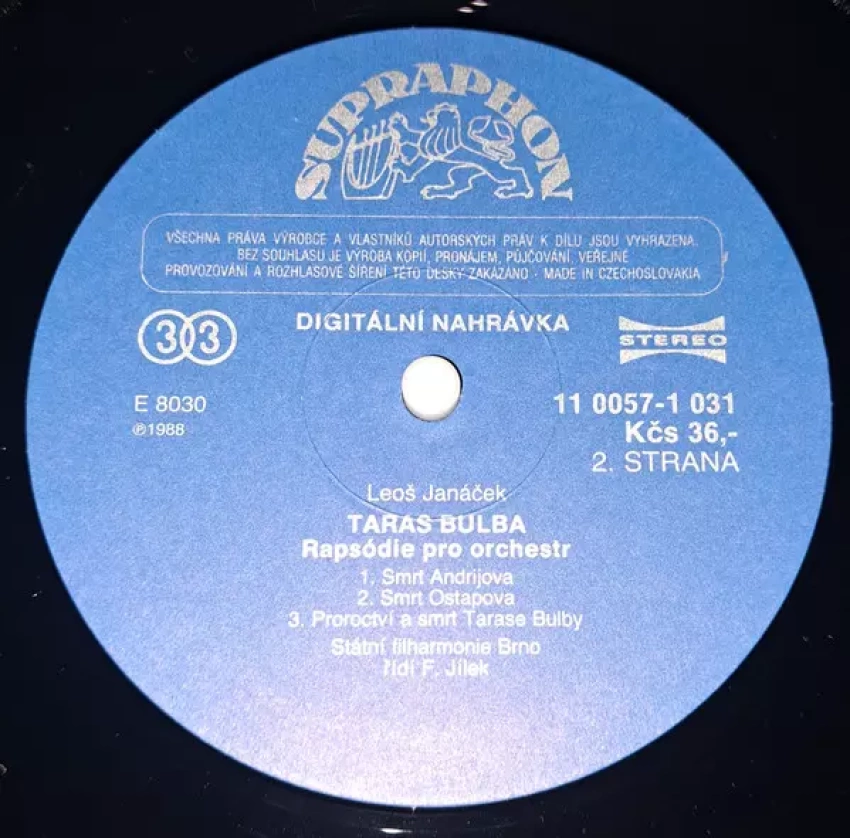 SUPRAPHON
VŠECHNA PRÁVA VÝROBCE A VLASTNÍKŮ AUTORSKÝCH PRÁV K DÍLU JSOU VYHRAZENA.
BEZ SOUHLASU JE VÝROBA KOPIÍ, PRONÁJEM, PŮJČOVÁNÍ, VEŘEJNÉ
PROVOZOVÁNÍ A ROZHLASOVÉ ŠÍŘENÍ TÉTO DESKY ZAKÁZÁNO · MADE IN CZECHOSLOVAKIA
33
DIGITÁLNÍ NAHRÁVKA
STEREO
E 8030
℗1988
11 0057-1 031
Kčs 36,-
2. STRANA
Leoš Janáček
TARAS BULBA
Rapsódie pro orchestr
1. Smrt Andrijova
2. Smrt Ostapova
3. Proroctví a smrt Tarase Bulby
Státní filharmonie Brno
řídí F. Jílek